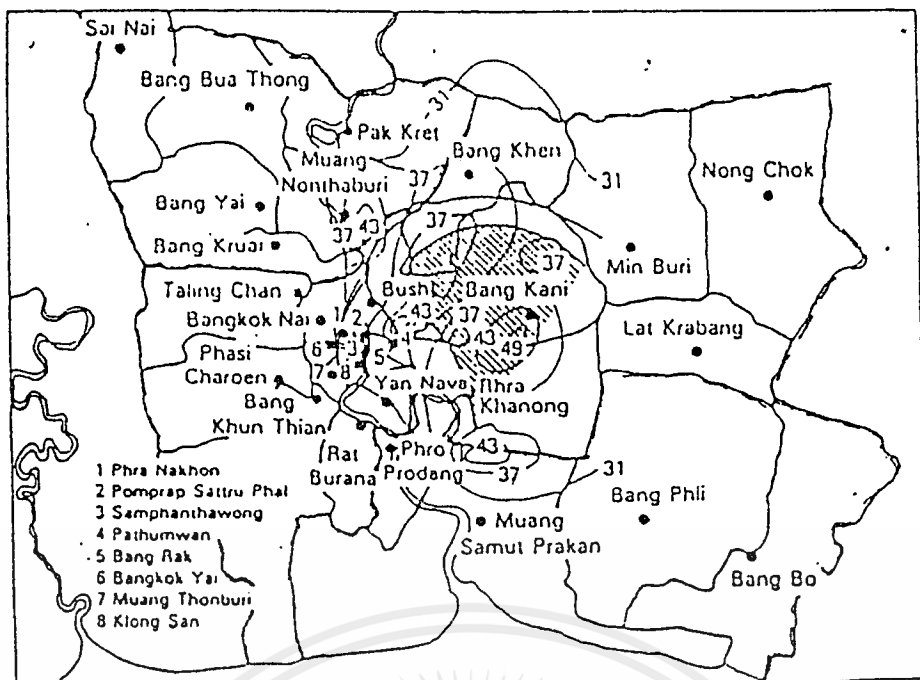 Sai Nai
Bang Bua Thong
31
Pak Kret
Muang
Nonthaburi
37
Bang Khen
31
Nong Chok
Bang Yai
37 43
37
Bang Kruai
37
Min Buri
Taling Chan
Bushi
Bang Kani
Bangkok Nai
1 2
43
37
Lat Krabang
6 3
5
4
43
49
Phasi
Charoen
7 8
Yan Nava
Phra
Khanong
Bang
Khun Thian
Rat
Burana
Phro
Prodang
43
37
31
Bang Phli
Muang
Samut Prakan
Bang Bo
1 Phra Nakhon
2 Pomprap Sattru Phai
3 Samphanthawong
4 Pathumwan
5 Bang Rak
6 Bangkok Yai
7 Muang Thonburi
8 Klong San